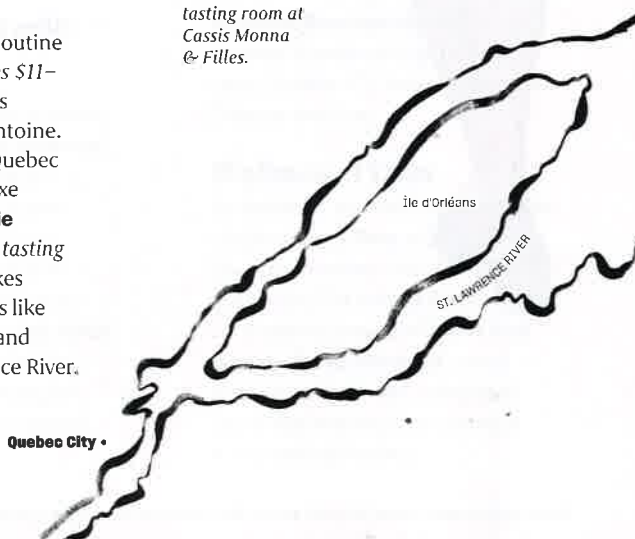 tasting room at
Cassis Monna
& Filles.
outine
s $11–
s
ntoine.
Quebec
xe
e
tasting
kes
s like
and
ce River.
Île d'Orléans
ST. LAWRENCE RIVER
Quebec City